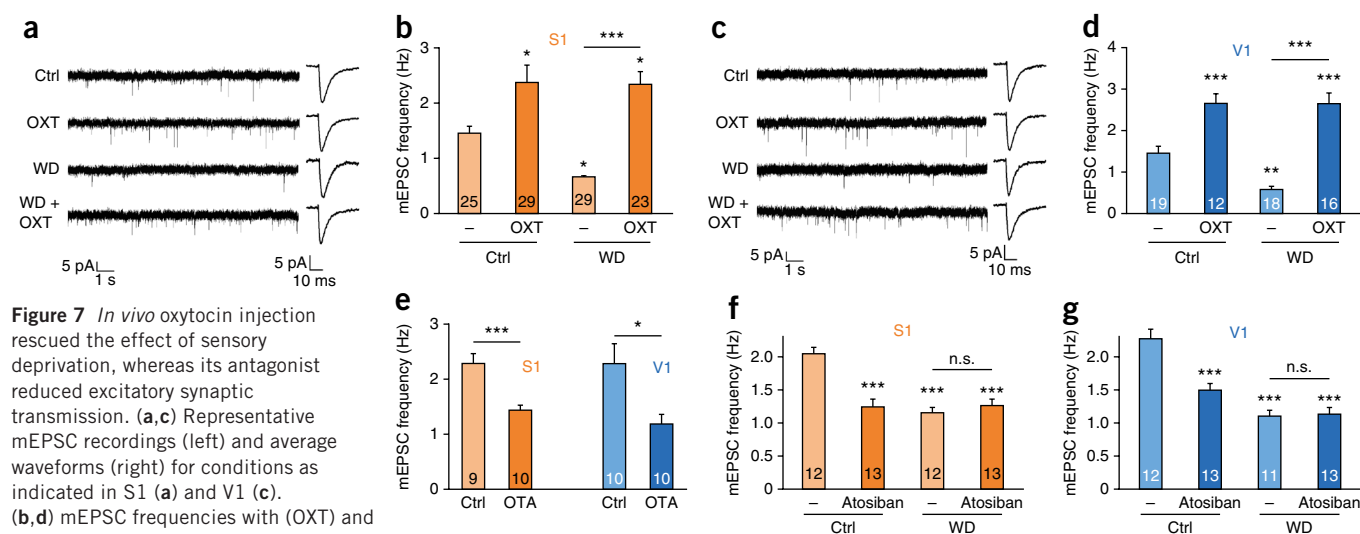 a
Ctrl
OXT
WD
WD +
OXT
5 pA
1 s
5 pA
10 ms
b
S1
mEPSC frequency (Hz)
3
2
1
0
*
***
*
*
25
29
29
23
–
OXT
–
OXT
Ctrl
WD
c
Ctrl
OXT
WD
WD +
OXT
5 pA
1 s
5 pA
10 ms
d
V1
mEPSC frequency (Hz)
4
3
2
1
0
***
***
***
**
19
12
18
16
–
OXT
–
OXT
Ctrl
WD
Figure 7 In vivo oxytocin injection
rescued the effect of sensory
deprivation, whereas its antagonist
reduced excitatory synaptic
transmission. (a,c) Representative
mEPSC recordings (left) and average
waveforms (right) for conditions as
indicated in S1 (a) and V1 (c).
(b,d) mEPSC frequencies with (OXT) and
e
mEPSC frequency (Hz)
3
2
1
0
***
S1
*
V1
9
10
10
10
Ctrl
OTA
Ctrl
OTA
f
S1
mEPSC frequency (Hz)
2.0
1.5
1.0
0.5
0
n.s.
***
***
***
12
13
12
13
–
Atosiban
–
Atosiban
Ctrl
WD
g
V1
mEPSC frequency (Hz)
2.0
1.5
1.0
0.5
0
n.s.
***
***
***
12
13
11
13
–
Atosiban
–
Atosiban
Ctrl
WD